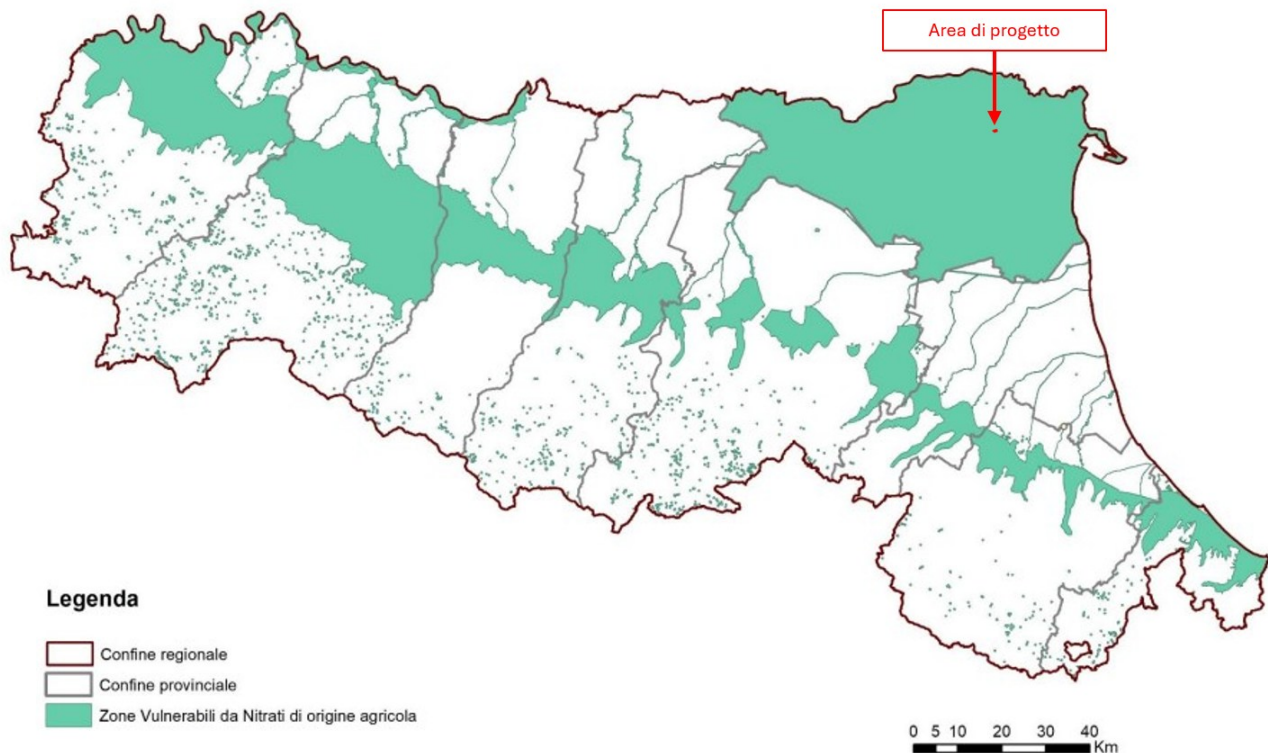 Area di progetto
Legenda
Confine regionale
Confine provinciale
Zone Vulnerabili da Nitrati di origine agricola
0 5 10 20 30 40
Km